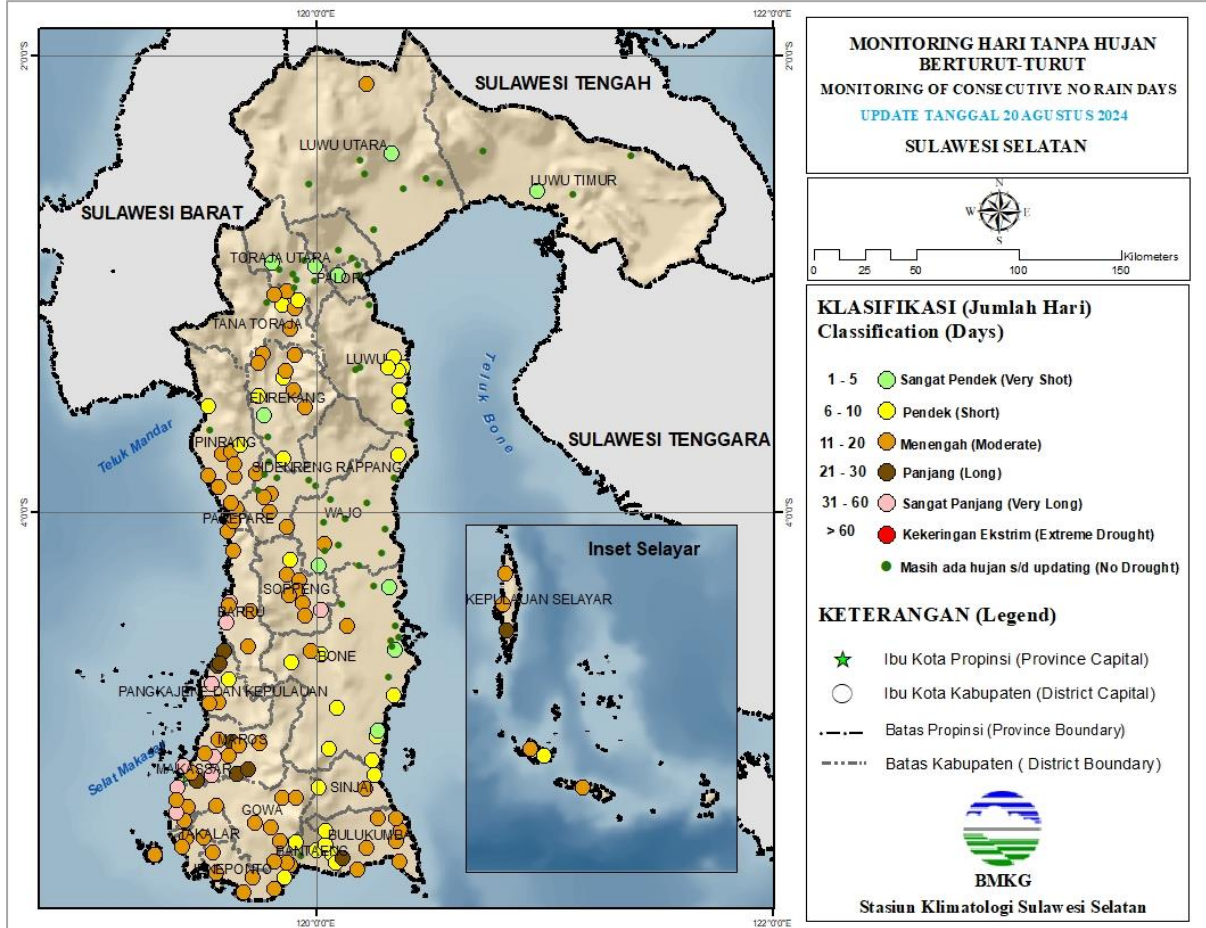 120°0'0"E
122°0'0"E
2°0'0"S
4°0'0"S
SULAWESI TENGAH
LUWU UTARA
LUWU TIMUR
SULAWESI BARAT
TORAJA UTARA
PALOPO
TANA TORAJA
LUWU
ENREKANG
Teluk Bone
SULAWESI TENGGARA
Teluk Mandar
PINRANG
SIDENRENG RAPPANG
WAJO
PAREPARE
SOPPENG
BARRU
BONE
PANGKAJENE DAN KEPULAUAN
MAROS
Selat Makasar
MAKASSAR
SINJAI
GOWA
TAKALAR
BULUKUMBA
BANTAENG
JENEPONTO
Inset Selayar
KEPULAUAN SELAYAR
120°0'0"E
122°0'0"E
MONITORING HARI TANPA HUJAN
BERTURUT-TURUT
MONITORING OF CONSECUTIVE NO RAIN DAYS
UPDATE TANGGAL 20 AGUSTUS 2024
SULAWESI SELATAN
N
W E
S
Kilometers
0 25 50 100 150
KLASIFIKASI (Jumlah Hari)
Classification (Days)
1 - 5 Sangat Pendek (Very Shot)
6 - 10 Pendek (Short)
11 - 20 Menengah (Moderate)
21 - 30 Panjang (Long)
31 - 60 Sangat Panjang (Very Long)
> 60 Kekeringan Ekstrim (Extreme Drought)
Masih ada hujan s/d updating (No Drought)
KETERANGAN (Legend)
Ibu Kota Propinsi (Province Capital)
Ibu Kota Kabupaten (District Capital)
Batas Propinsi (Province Boundary)
Batas Kabupaten ( District Boundary)
BMKG
Stasiun Klimatologi Sulawesi Selatan